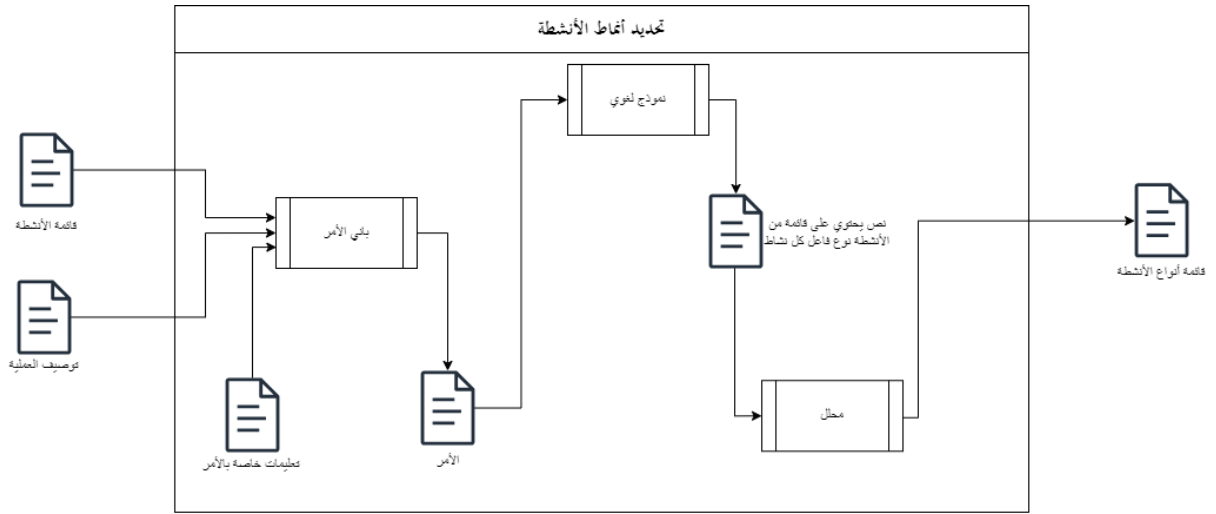 تحديد أنماط الأنشطة
نموذج لغوي
قائمة الأنشطة
باني الأمر
نص يحتوي على قائمة من
الأنشطة نوع فاعل كل نشاط
قائمة أنواع الأنشطة
توصيف العملية
تعليمات خاصة بالأمر
الأمر
محلل